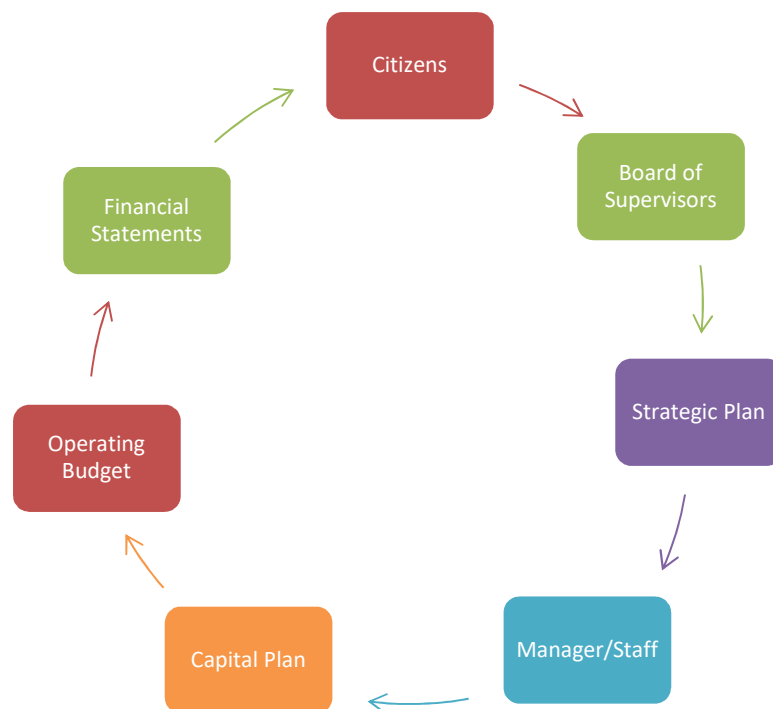 Citizens
Board of
Supervisors
Strategic Plan
Manager/Staff
Capital Plan
Operating
Budget
Financial
Statements